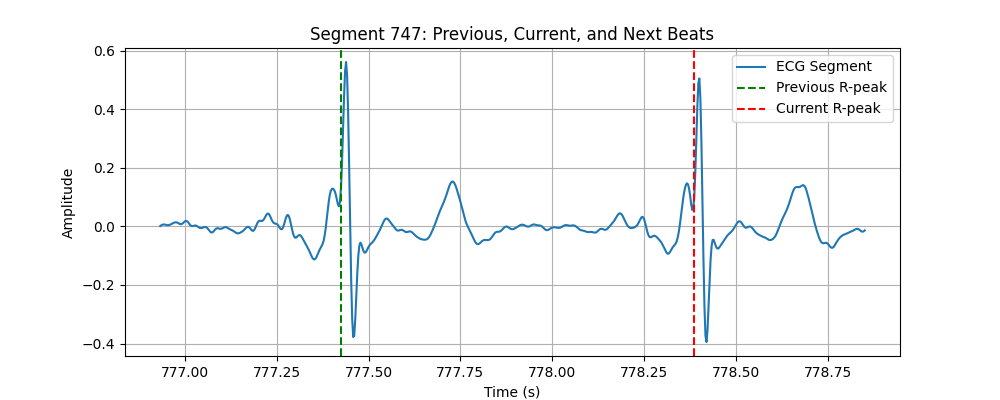 Segment 747: Previous, Current, and Next Beats
ECG Segment
Previous R-peak
Current R-peak
Amplitude
0.6
0.4
0.2
0.0
−0.2
−0.4
777.00 777.25 777.50 777.75 778.00 778.25 778.50 778.75
Time (s)